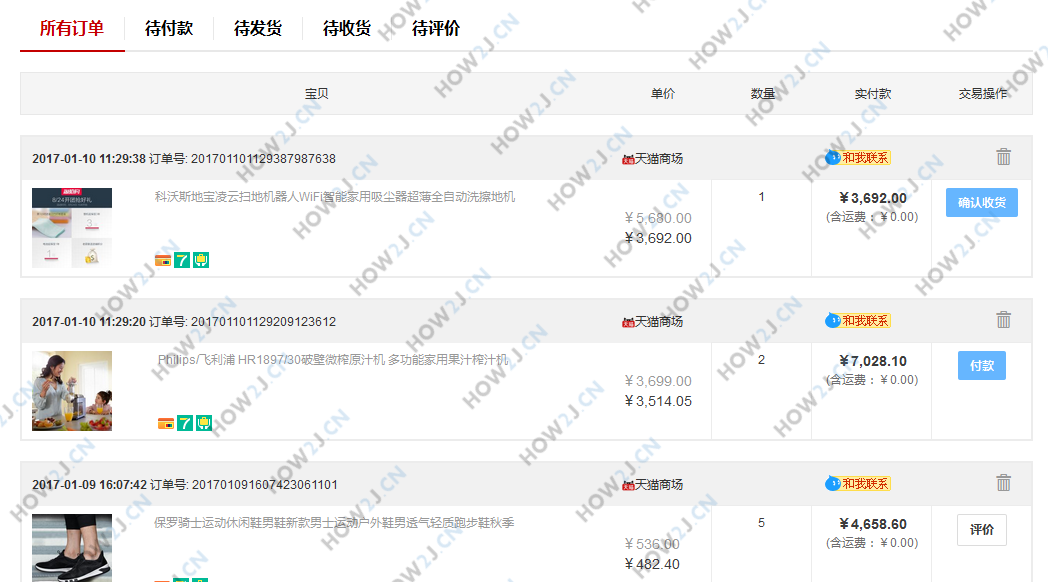 所有订单 待付款 待发货 待收货 待评价
宝贝 单价 数量 实付款 交易操作
2017-01-10 11:29:38 订单号: 201701101129387987638 天猫商场 和我联系
科沃斯地宝凌云扫地机器人WiFi智能家用吸尘器超薄全自动洗擦地机 1 ¥3,692.00 确认收货
¥5,680.00 (含运费：¥0.00)
¥3,692.00
7
2017-01-10 11:29:20 订单号: 201701101129209123612 天猫商场 和我联系
Philips/飞利浦 HR1897/30破壁微榨原汁机 多功能家用果汁榨汁机 2 ¥7,028.10 付款
¥3,699.00 (含运费：¥0.00)
¥3,514.05
7
2017-01-09 16:07:42 订单号: 201701091607423061101 天猫商场 和我联系
保罗骑士运动休闲鞋男鞋新款男士运动户外鞋男透气轻质跑步鞋秋季 5 ¥4,658.60 评价
¥536.00 (含运费：¥0.00)
¥482.40
HOW2J.CN